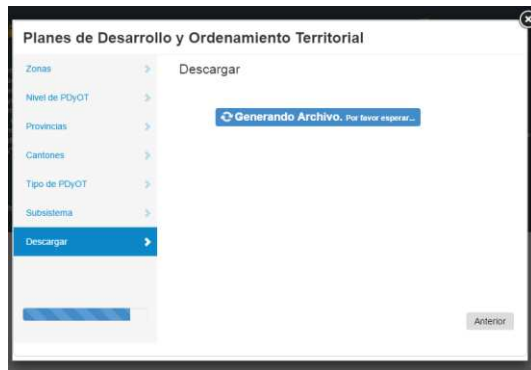 Planes de Desarrollo y Ordenamiento Territorial
Zonas
Nivel de PDyOT
Provincias
Cantones
Tipo de PDyOT
Subsistema
Descargar
Descargar
Generando Archivo. Por favor esperar...
Anterior